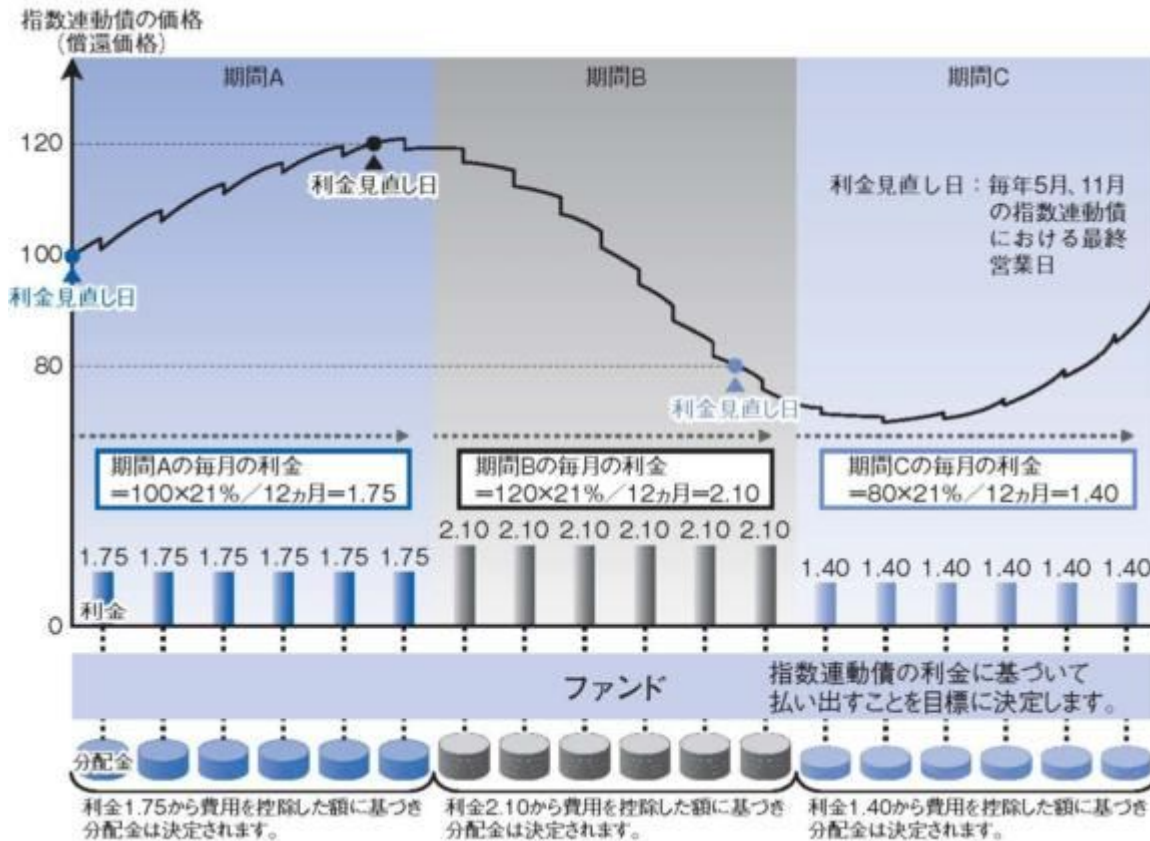 指数連動債の価格
(償還価格)
期間A
期間B
期間C
120
100
80
0
利金見直し日
利金見直し日
利金見直し日
利金見直し日：毎年5月、11月
の指数連動債
における最終
営業日
期間Aの毎月の利金
=100×21%／12ヵ月=1.75
期間Bの毎月の利金
=120×21%／12ヵ月=2.10
期間Cの毎月の利金
=80×21%／12ヵ月=1.40
1.75 1.75 1.75 1.75 1.75 1.75
2.10 2.10 2.10 2.10 2.10 2.10
1.40 1.40 1.40 1.40 1.40 1.40
利金
ファンド
指数連動債の利金に基づいて
払い出すことを目標に決定します。
分配金
利金1.75から費用を控除した額に基づき
分配金は決定されます。
利金2.10から費用を控除した額に基づき
分配金は決定されます。
利金1.40から費用を控除した額に基づき
分配金は決定されます。